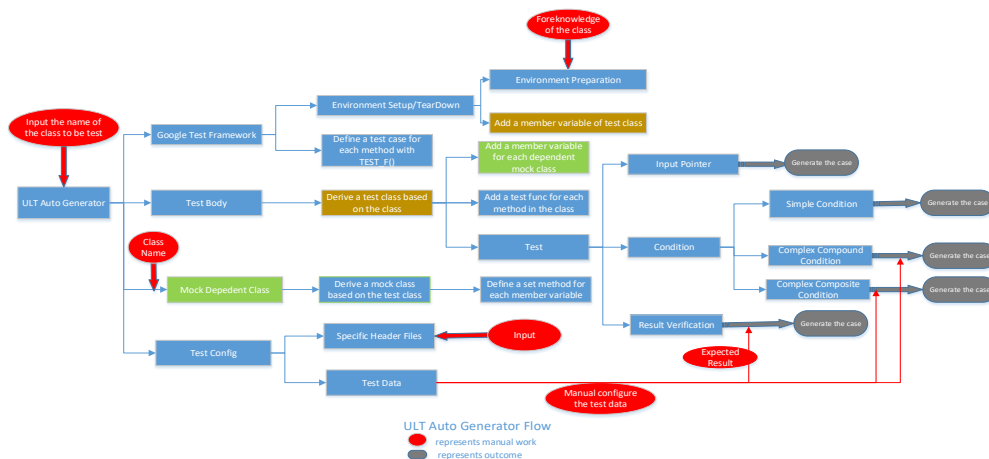 Foreknowledge
of the class
Environment Preparation
Environment Setup/TearDown
Input the name of
the class to be test
Google Test Framework
Add a member variable of test class
Define a test case for
each method with
TEST_F()
Add a member variable
for each dependent
mock class
Input Pointer
Generate the case
ULT Auto Generator
Test Body
Derive a test class based
on the class
Add a test func for each
method in the class
Simple Condition
Generate the case
Class
Name
Test
Condition
Complex Compound
Condition
Generate the case
Mock Depedent Class
Derive a mock class
based on the test class
Define a set method for
each member variable
Complex Composite
Condition
Generate the case
Specific Header Files
Input
Result Verification
Generate the case
Test Config
Expected
Result
Test Data
Manual configure
the test data
ULT Auto Generator Flow
represents manual work
represents outcome